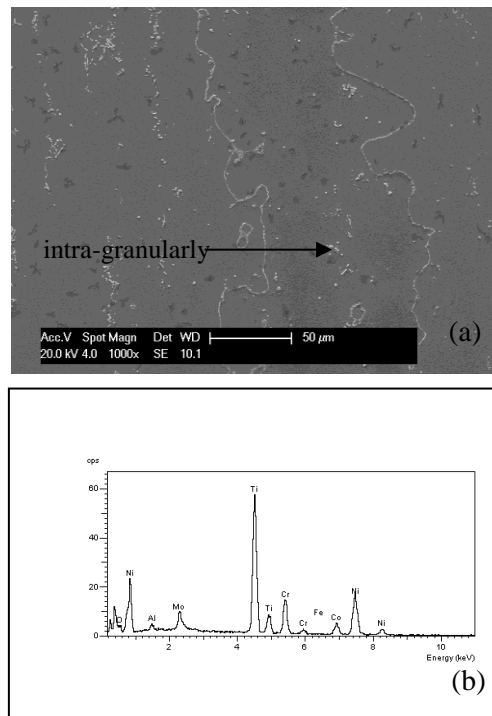 intra-granularly
(a)
Acc.V Spot Magn Det WD 50 µm
20.0 kV 4.0 1000x SE 10.1
cps
60
40
20
0
Ni
O
Al
Mo
Ti
Ti
Cr
Cr
Fe
Co
Ni
Ni
2 4 6 8 10
Energy (keV)
(b)